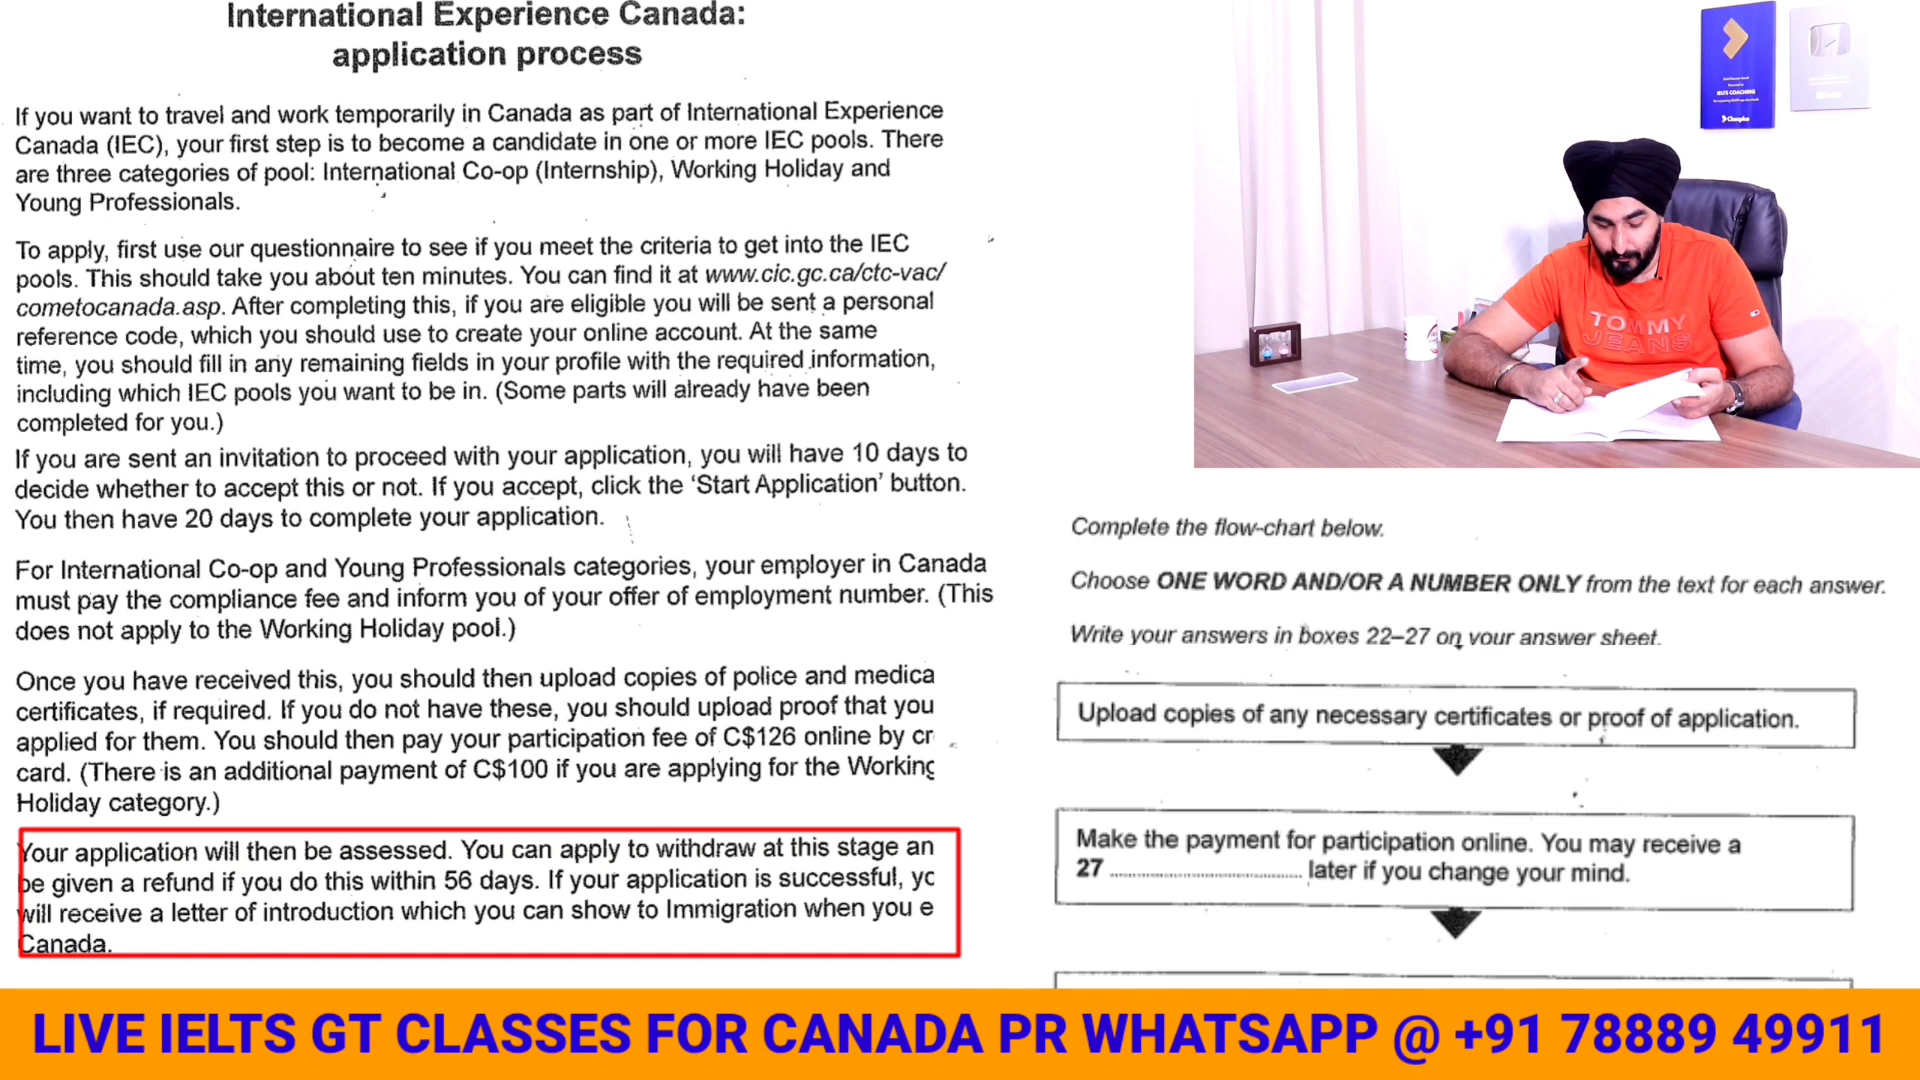 International Experience Canada:
application process
If you want to travel and work temporarily in Canada as part of International Experience
Canada (IEC), your first step is to become a candidate in one or more IEC pools. There
are three categories of pool: International Co-op (Internship), Working Holiday and
Young Professionals.
To apply, first use our questionnaire to see if you meet the criteria to get into the IEC
pools. This should take you about ten minutes. You can find it at www.cic.gc.ca/ctc-vac/
cometocanada.asp. After completing this, if you are eligible you will be sent a personal
reference code, which you should use to create your online account. At the same
time, you should fill in any remaining fields in your profile with the required information,
including which IEC pools you want to be in. (Some parts will already have been
completed for you.)
If you are sent an invitation to proceed with your application, you will have 10 days to
decide whether to accept this or not. If you accept, click the ‘Start Application’ button.
You then have 20 days to complete your application.
For International Co-op and Young Professionals categories, your employer in Canada
must pay the compliance fee and inform you of your offer of employment number. (This
does not apply to the Working Holiday pool.)
Once you have received this, you should then upload copies of police and medica
certificates, if required. If you do not have these, you should upload proof that you
applied for them. You should then pay your participation fee of C$126 online by cr
card. (There is an additional payment of C$100 if you are applying for the Working
Holiday category.)
Your application will then be assessed. You can apply to withdraw at this stage an
be given a refund if you do this within 56 days. If your application is successful, yo
will receive a letter of introduction which you can show to Immigration when you e
Canada.
IELTS COACHING
Classplus
TOMMY
JEANS
Complete the flow-chart below.
Choose ONE WORD AND/OR A NUMBER ONLY from the text for each answer.
Write your answers in boxes 22–27 on your answer sheet.
Upload copies of any necessary certificates or proof of application.
Make the payment for participation online. You may receive a
27 .................................... later if you change your mind.
LIVE IELTS GT CLASSES FOR CANADA PR WHATSAPP @ +91 78889 49911